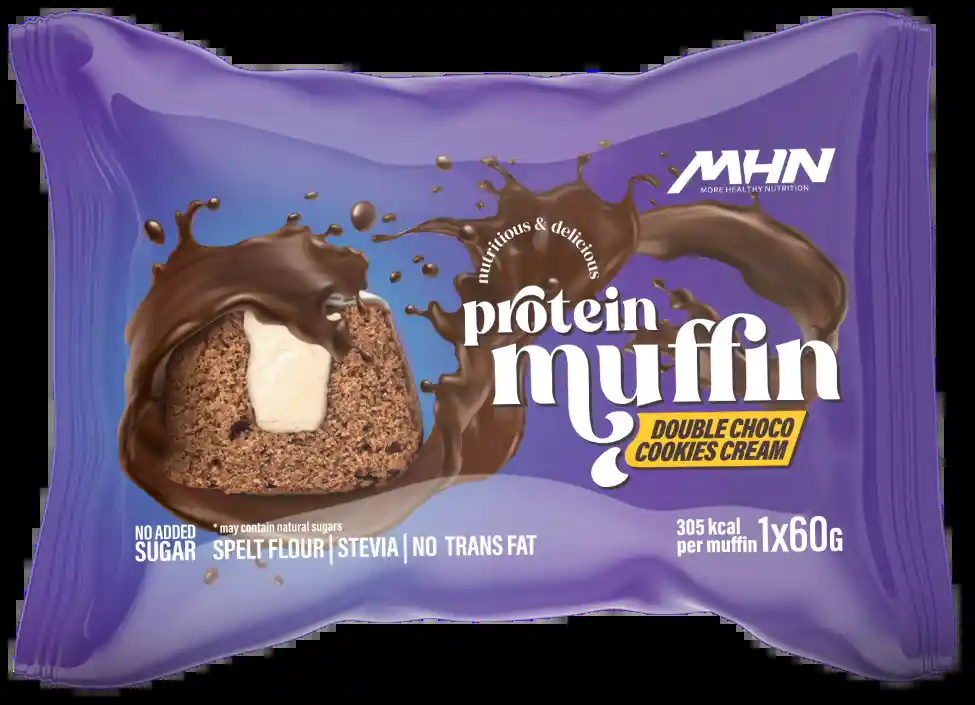 MHN
MORE HEALTHY NUTRITION
nutritious & delicious
protein
muffin
DOUBLE CHOCO
COOKIES CREAM
NO ADDED
SUGAR
* may contain natural sugars
SPELT FLOUR | STEVIA | NO TRANS FAT
305 kcal
per muffin
1x60G